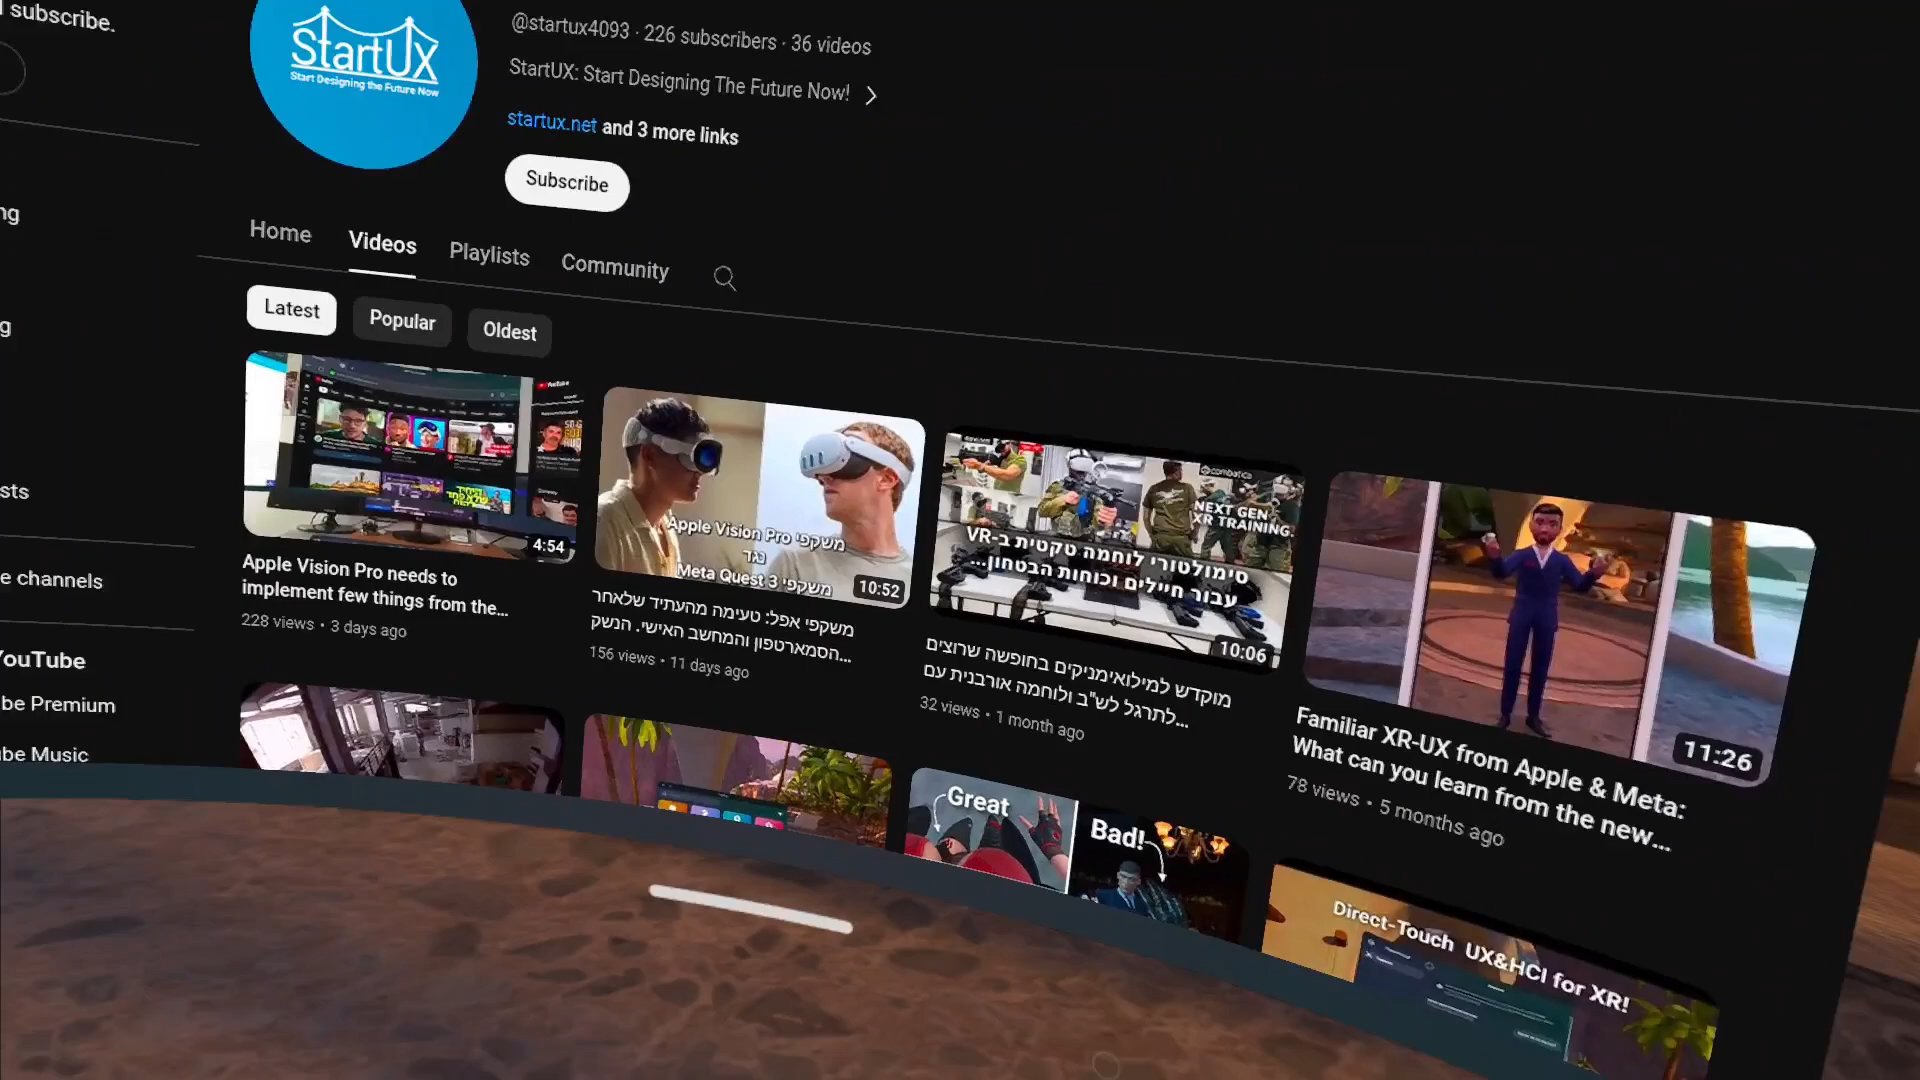 subscribe.
StartUX
Start Designing the Future Now
@startux4093 · 226 subscribers · 36 videos
StartUX: Start Designing The Future Now!
startux.net and 3 more links
Subscribe
ng
g
sts
e channels
YouTube
be Premium
be Music
Home
Videos
Playlists
Community
Latest
Popular
Oldest
4:54
Apple Vision Pro needs to
implement few things from the...
228 views • 3 days ago
משקפי Apple Vision Pro
נגד
משקפי Meta Quest 3
10:52
משקפי אפל: טעימה מהעתיד שלאחר
הסמארטפון והמחשב האישי. הנשק...
156 views • 11 days ago
combatica
NEXT GEN
XR TRAINING.
סימולטורי לוחמה טקטית ב-VR
עבור חיילים וכוחות הבטחון...
10:06
מוקדש למילואימניקים בחופשה שרוצים
לתרגל לש"ב ולוחמה אורבנית עם...
32 views • 1 month ago
11:26
Familiar XR-UX from Apple & Meta:
What can you learn from the new...
78 views • 5 months ago
Great
Bad!
Direct-Touch UX&HCI for XR!